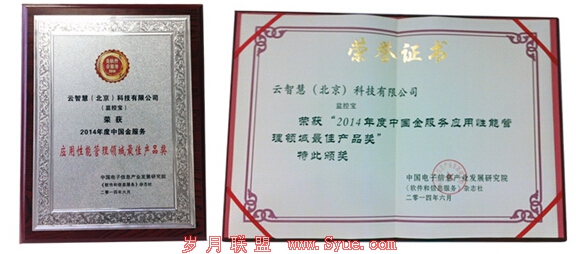 云智慧（北京）科技有限公司
（监控宝）
荣获
2014年度中国金服务
应用性能管理领域最佳产品奖
中国电子信息产业发展研究院
《软件和信息服务》杂志社
二零一四年六月
荣誉证书
云智慧（北京）科技有限公司
监控宝
荣获“2014年度中国金服务应用性能管
理领域最佳产品奖”
特此颁奖
中国电子信息产业发展研究院
《软件和信息服务》杂志社
二零一四年六月
岁月联盟 www.Syue.com